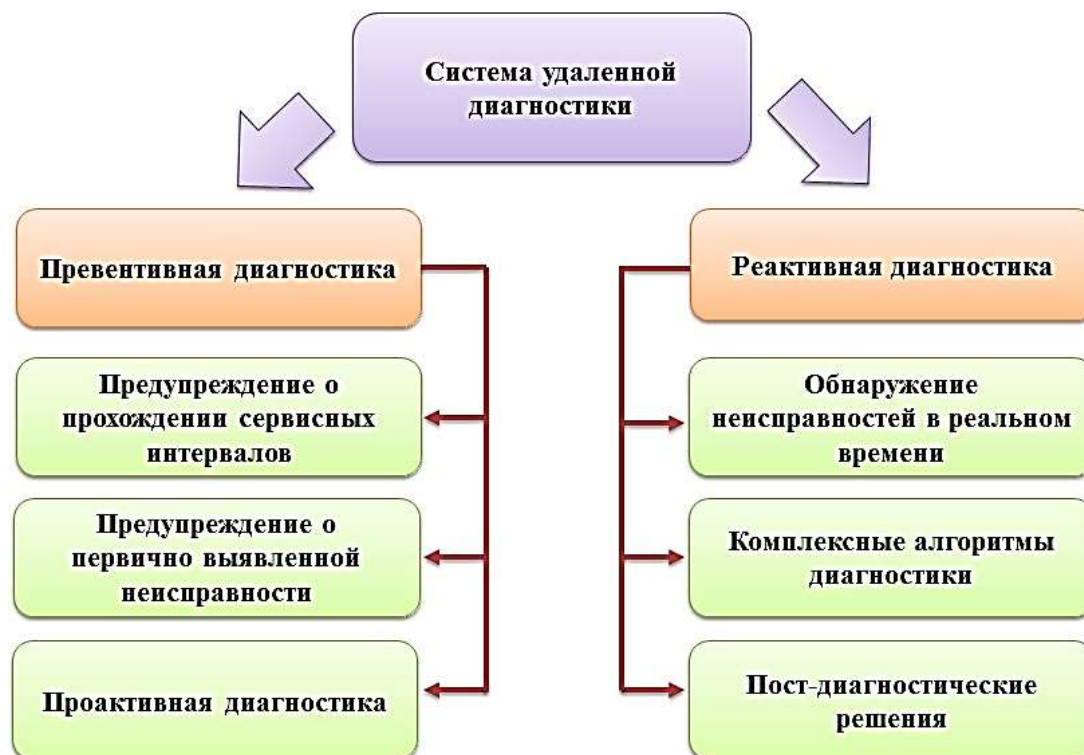 Система удаленной
диагностики
Превентивная диагностика
Предупреждение о
прохождении сервисных
интервалов
Предупреждение о
первично выявленной
неисправности
Проактивная диагностика
Реактивная диагностика
Обнаружение
неисправностей в реальном
времени
Комплексные алгоритмы
диагностики
Пост-диагностические
решения